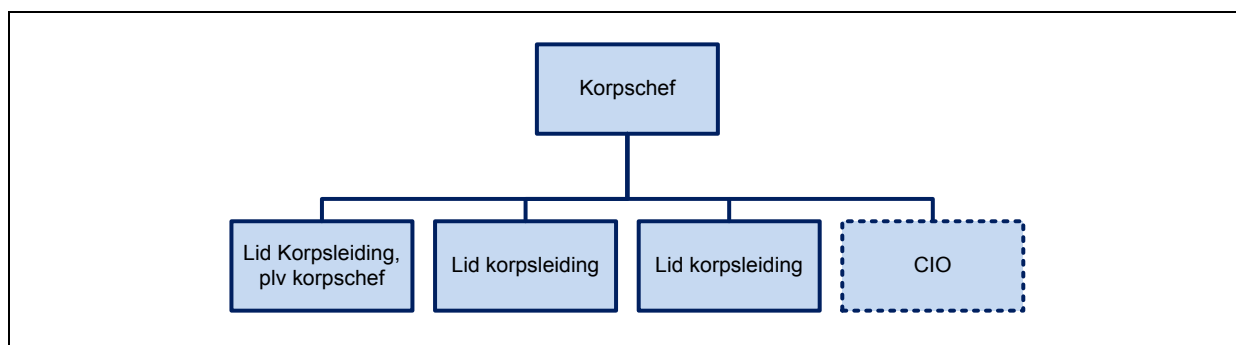 Korpschef
Lid Korpsleiding,
plv korpschef
Lid korpsleiding
Lid korpsleiding
CIO